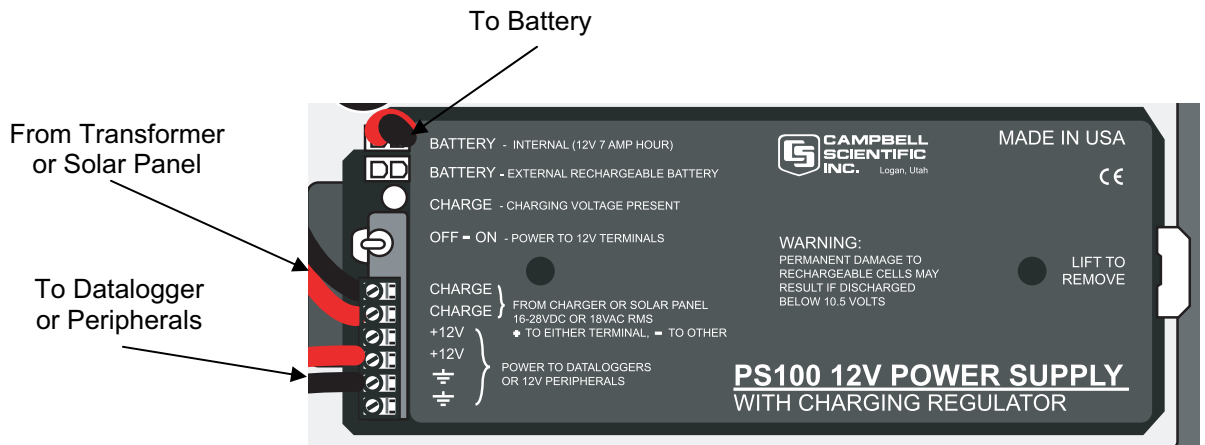 To Battery
From Transformer
or Solar Panel
To Datalogger
or Peripherals
BATTERY - INTERNAL (12V 7 AMP HOUR)
BATTERY - EXTERNAL RECHARGEABLE BATTERY
CHARGE - CHARGING VOLTAGE PRESENT
OFF - ON - POWER TO 12V TERMINALS
CHARGE
CHARGE
+12V
+12V
FROM CHARGER OR SOLAR PANEL
16-28VDC OR 18VAC RMS
+ TO EITHER TERMINAL, - TO OTHER
POWER TO DATALOGGERS
OR 12V PERIPHERALS
CAMPBELL
SCIENTIFIC
INC. Logan, Utah
MADE IN USA
CE
WARNING:
PERMANENT DAMAGE TO
RECHARGEABLE CELLS MAY
RESULT IF DISCHARGED
BELOW 10.5 VOLTS
LIFT TO
REMOVE
PS100 12V POWER SUPPLY
WITH CHARGING REGULATOR